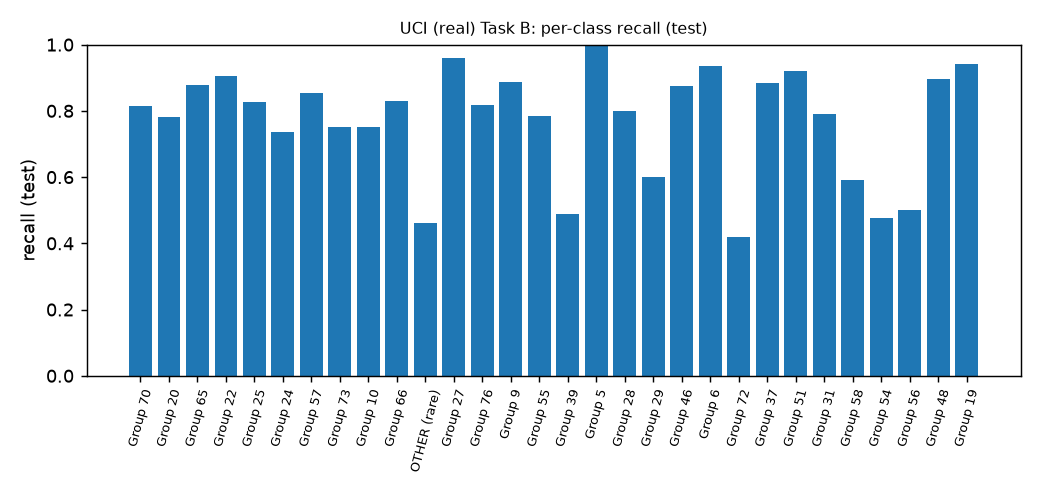 UCI (real) Task B: per-class recall (test)
recall (test)
1.0
0.8
0.6
0.4
0.2
0.0
Group 70
Group 20
Group 65
Group 22
Group 25
Group 24
Group 57
Group 73
Group 10
Group 66
OTHER (rare)
Group 27
Group 76
Group 9
Group 55
Group 39
Group 5
Group 28
Group 29
Group 46
Group 6
Group 72
Group 37
Group 51
Group 31
Group 58
Group 54
Group 56
Group 48
Group 19